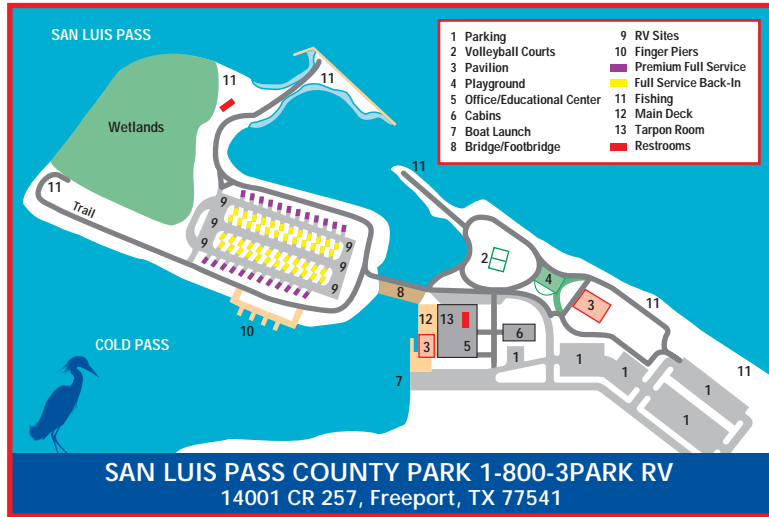 SAN LUIS PASS
1 Parking
2 Volleyball Courts
3 Pavilion
4 Playground
5 Office/Educational Center
6 Cabins
7 Boat Launch
8 Bridge/Footbridge
9 RV Sites
10 Finger Piers
Premium Full Service
Full Service Back-In
11 Fishing
12 Main Deck
13 Tarpon Room
Restrooms
11
11
Wetlands
11
11
Trail
9
9
9
9
9
9
2
4
8
3
11
10
12
13
6
COLD PASS
3
5
1
1
1
11
7
1
1
SAN LUIS PASS COUNTY PARK 1-800-3PARK RV
14001 CR 257, Freeport, TX 77541